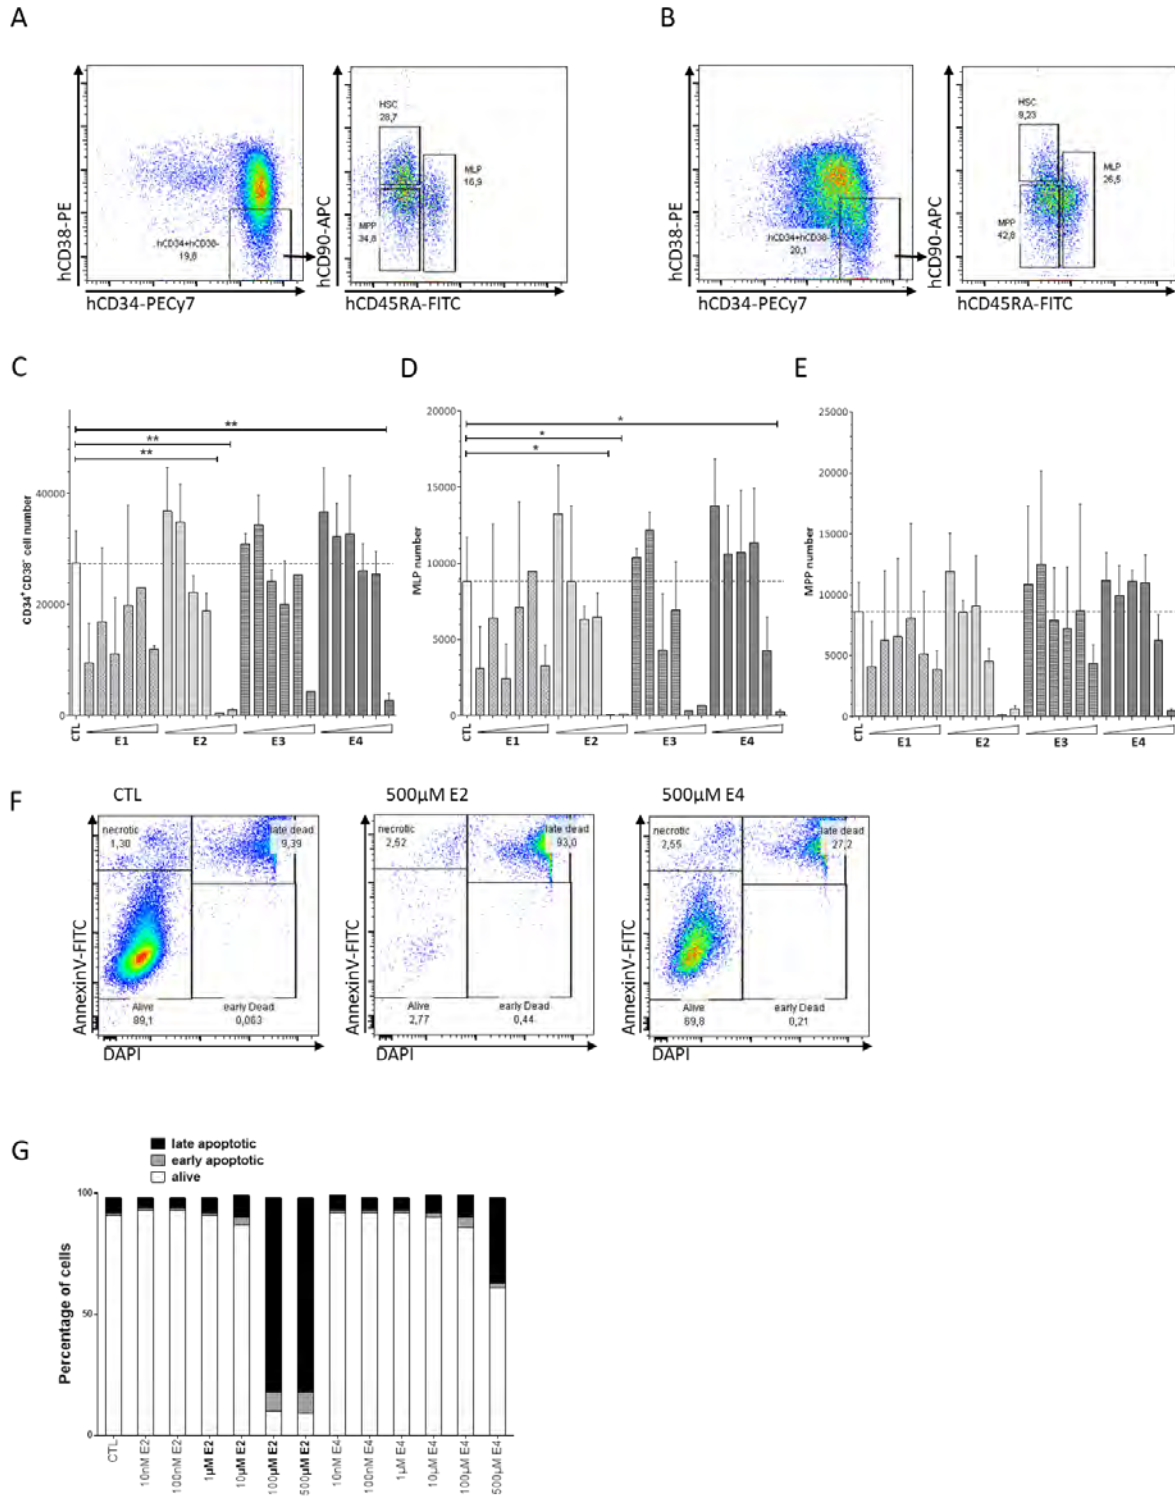 A
B
HSC
28,7
MLP
16,9
MPP
34,8
hCD34+hCD38-
19,8
hCD38-PE
hCD90-APC
hCD34-PECy7
hCD45RA-FITC
HSC
9,23
MLP
26,5
MPP
42,8
hCD34+hCD38-
20,1
hCD38-PE
hCD90-APC
hCD34-PECy7
hCD45RA-FITC
C
D
E
**
**
**
40000
20000
0
CD34+CD38- cell number
CTL
E1
E2
E3
E4
*
*
*
20000
15000
10000
5000
0
MLP number
CTL
E1
E2
E3
E4
25000
20000
15000
10000
5000
0
MPP number
CTL
E1
E2
E3
E4
F
CTL
500µM E2
500µM E4
necrotic
1,30
late dead
9,39
Alive
89,1
early Dead
0,063
AnnexinV-FITC
DAPI
necrotic
2,52
late dead
93,0
Alive
2,77
early Dead
0,44
AnnexinV-FITC
DAPI
necrotic
2,55
late dead
27,2
Alive
69,8
early Dead
0,21
AnnexinV-FITC
DAPI
G
late apoptotic
early apoptotic
alive
100
50
0
Percentage of cells
CTL
10nM E2
100nM E2
1µM E2
10µM E2
100µM E2
500µM E2
10nM E4
100nM E4
1µM E4
10µM E4
100µM E4
500µM E4